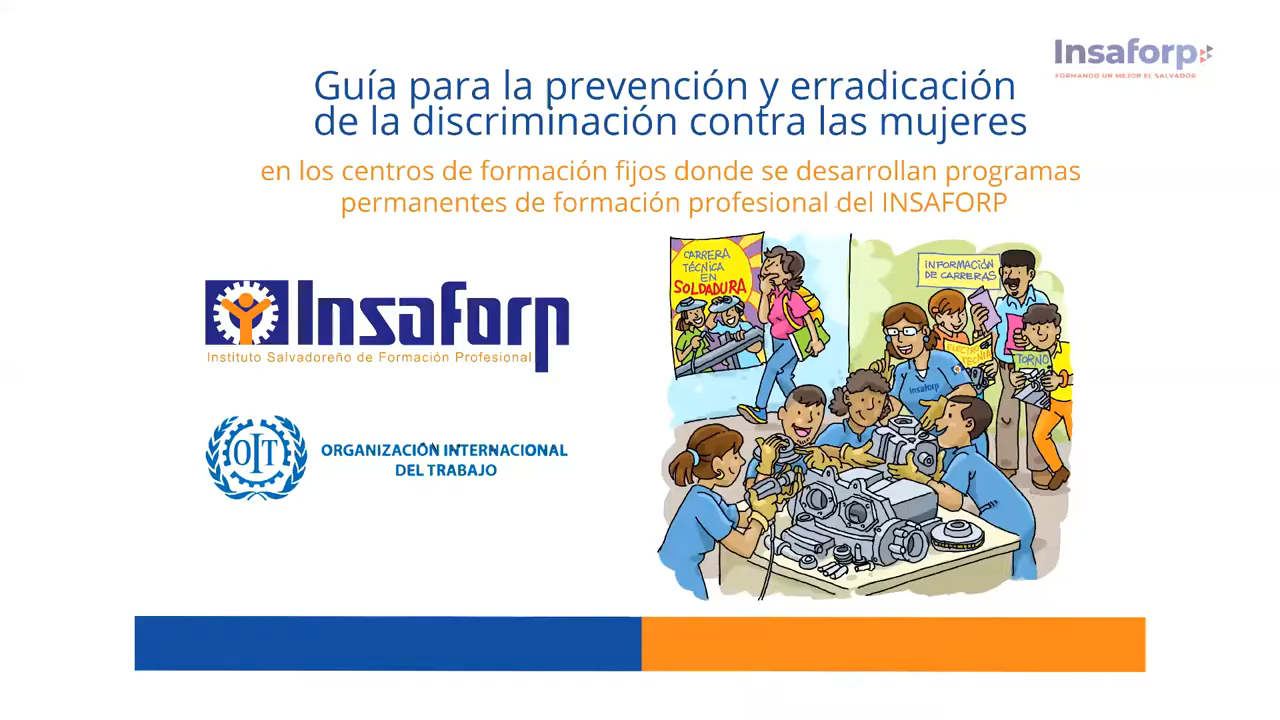 Insaforp
FORMANDO UN MEJOR EL SALVADOR
Guía para la prevención y erradicación
de la discriminación contra las mujeres
en los centros de formación fijos donde se desarrollan programas
permanentes de formación profesional del INSAFORP
Insaforp
Instituto Salvadoreño de Formación Profesional
OIT
ORGANIZACIÓN INTERNACIONAL
DEL TRABAJO
CARRERA
TÉCNICA
EN
SOLDADURA
INFORMACIÓN
DE CARRERAS
ELECTRO
TECNIA
TORNO
Insaforp